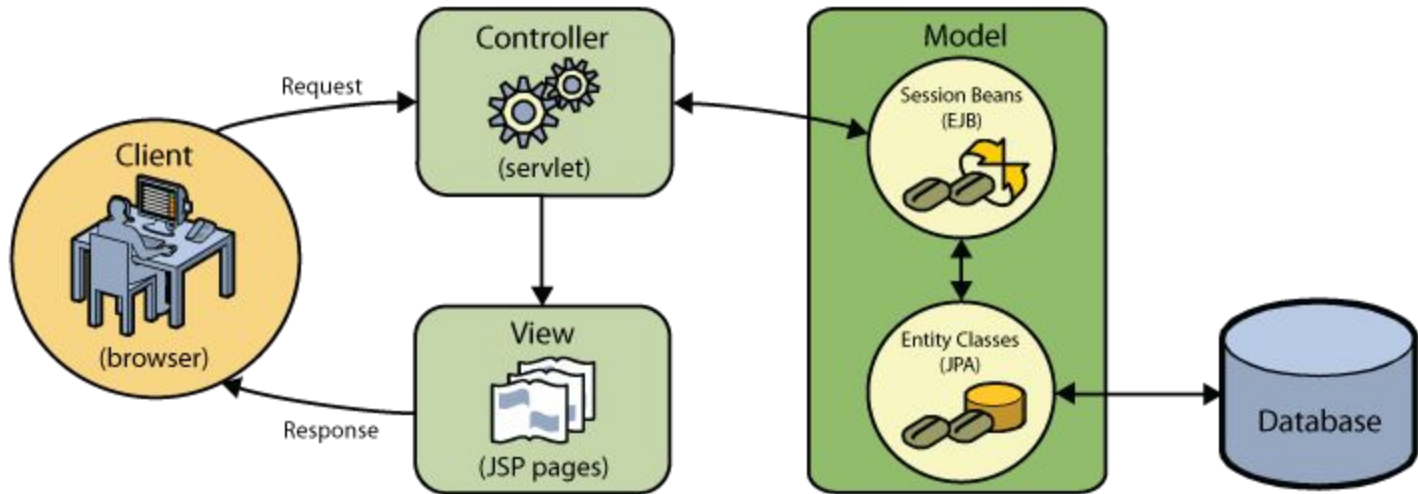 Client
(browser)
Request
Response
Controller
(servlet)
View
(JSP pages)
Model
Session Beans
(EJB)
Entity Classes
(JPA)
Database